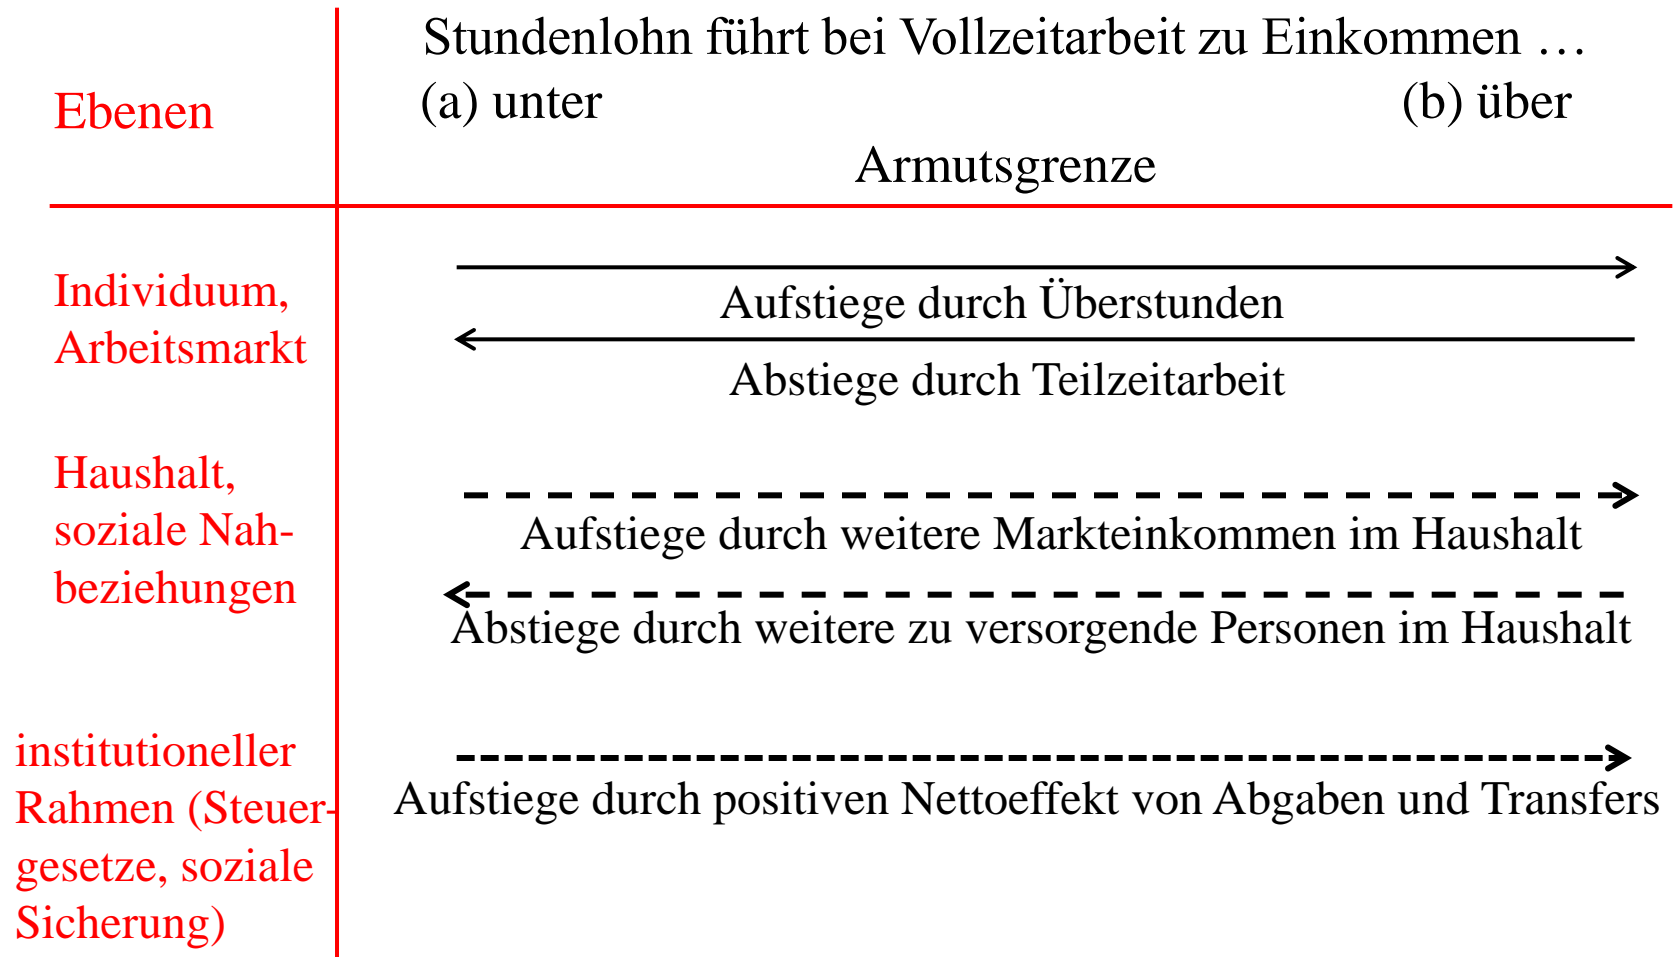 Stundenlohn führt bei Vollzeitarbeit zu Einkommen …
Ebenen
(a) unter
(b) über
Armutsgrenze
Individuum,
Arbeitsmarkt
Aufstiege durch Überstunden
Abstiege durch Teilzeitarbeit
Haushalt,
soziale Nah-
beziehungen
Aufstiege durch weitere Markteinkommen im Haushalt
Abstiege durch weitere zu versorgende Personen im Haushalt
institutioneller
Rahmen (Steuer-
gesetze, soziale
Sicherung)
Aufstiege durch positiven Nettoeffekt von Abgaben und Transfers